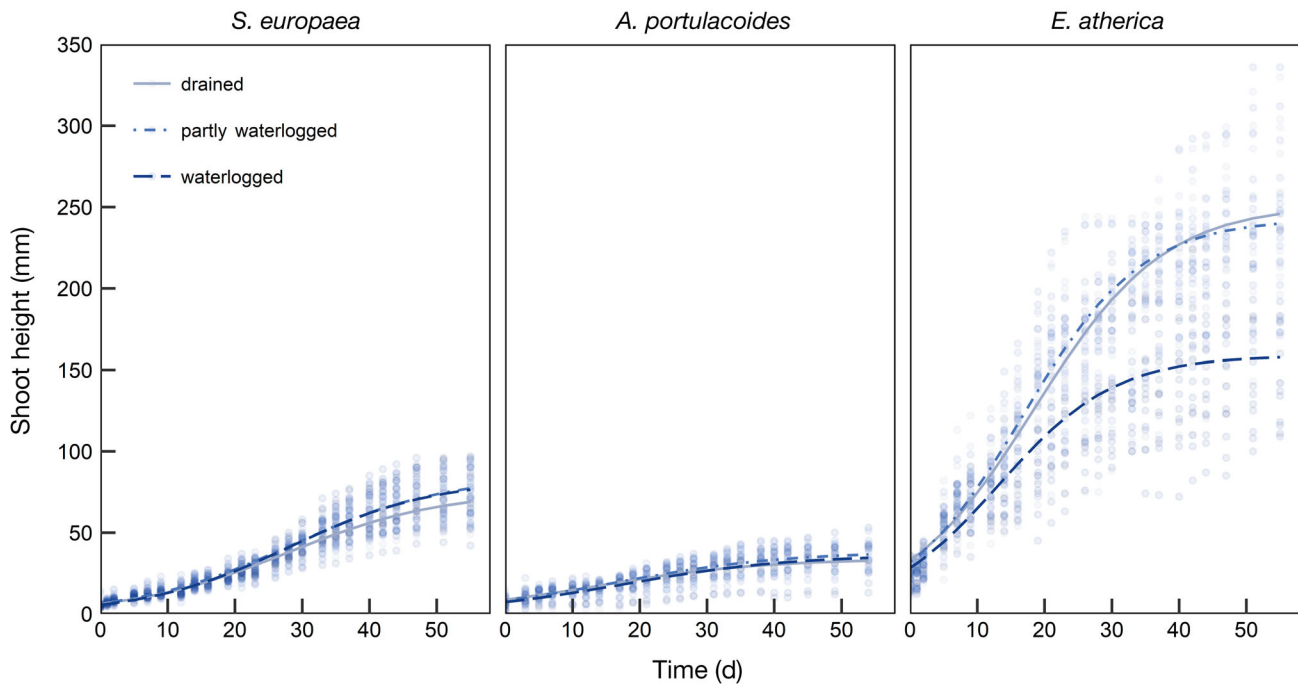 S. europaea A. portulacoides E. atherica
350
300
250
200
150
100
50
0
drained
partly waterlogged
waterlogged
Shoot height (mm)
0 10 20 30 40 50 0 10 20 30 40 50 0 10 20 30 40 50
Time (d)